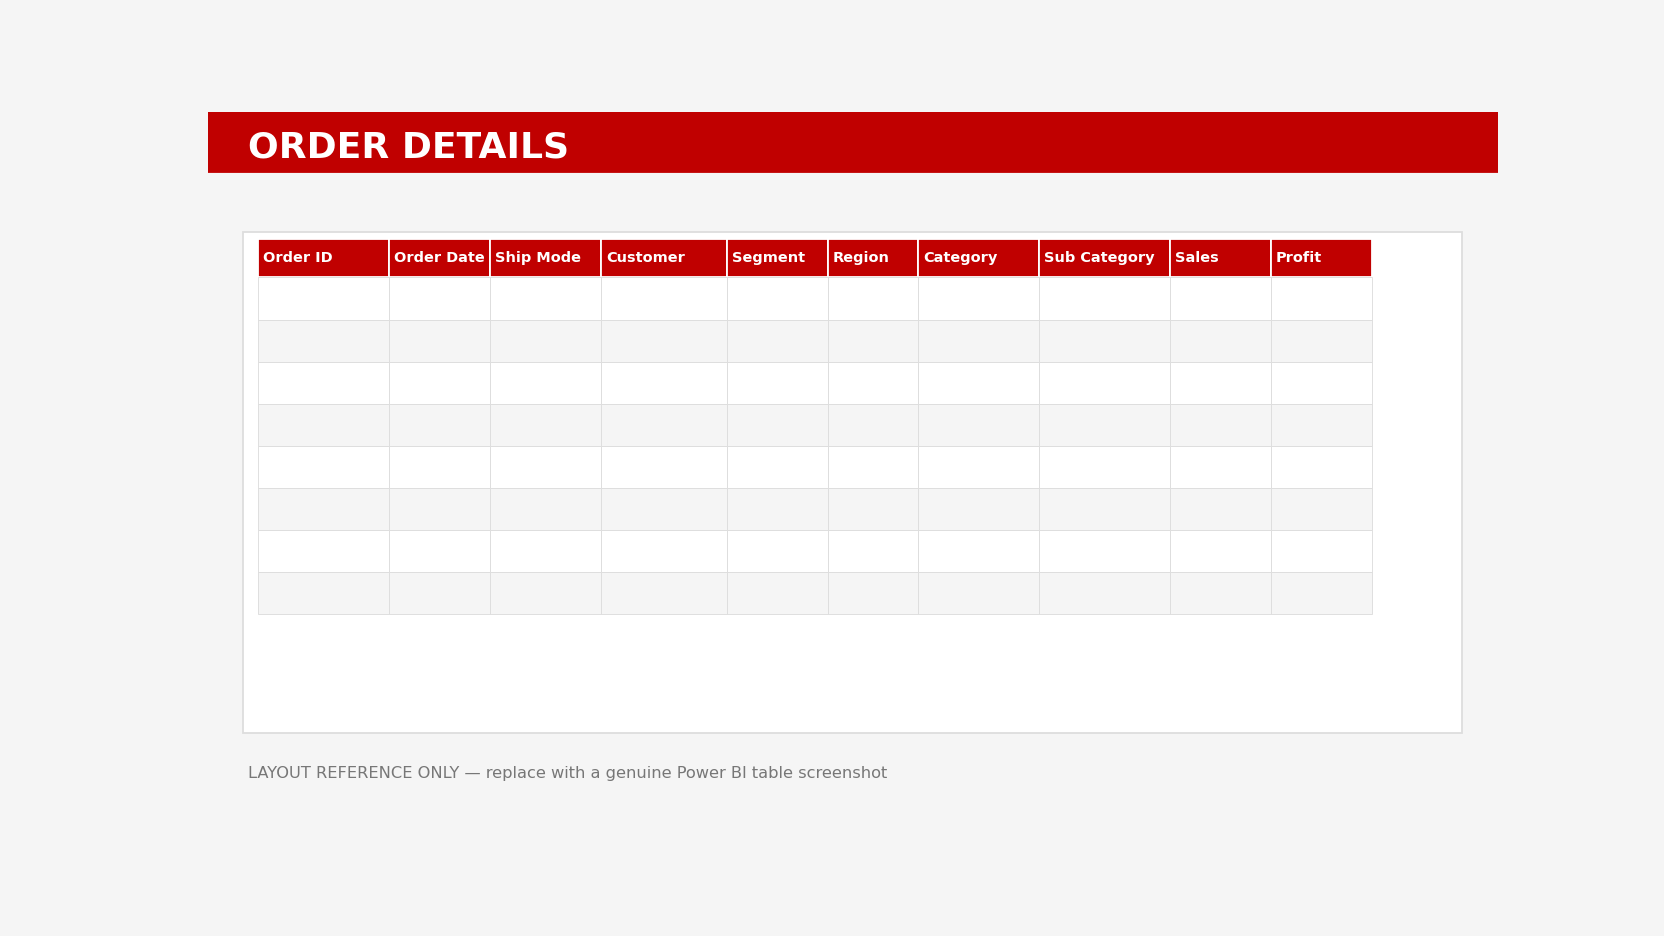 ORDER DETAILS
Order ID Order Date Ship Mode Customer Segment Region Category Sub Category Sales Profit
LAYOUT REFERENCE ONLY — replace with a genuine Power BI table screenshot